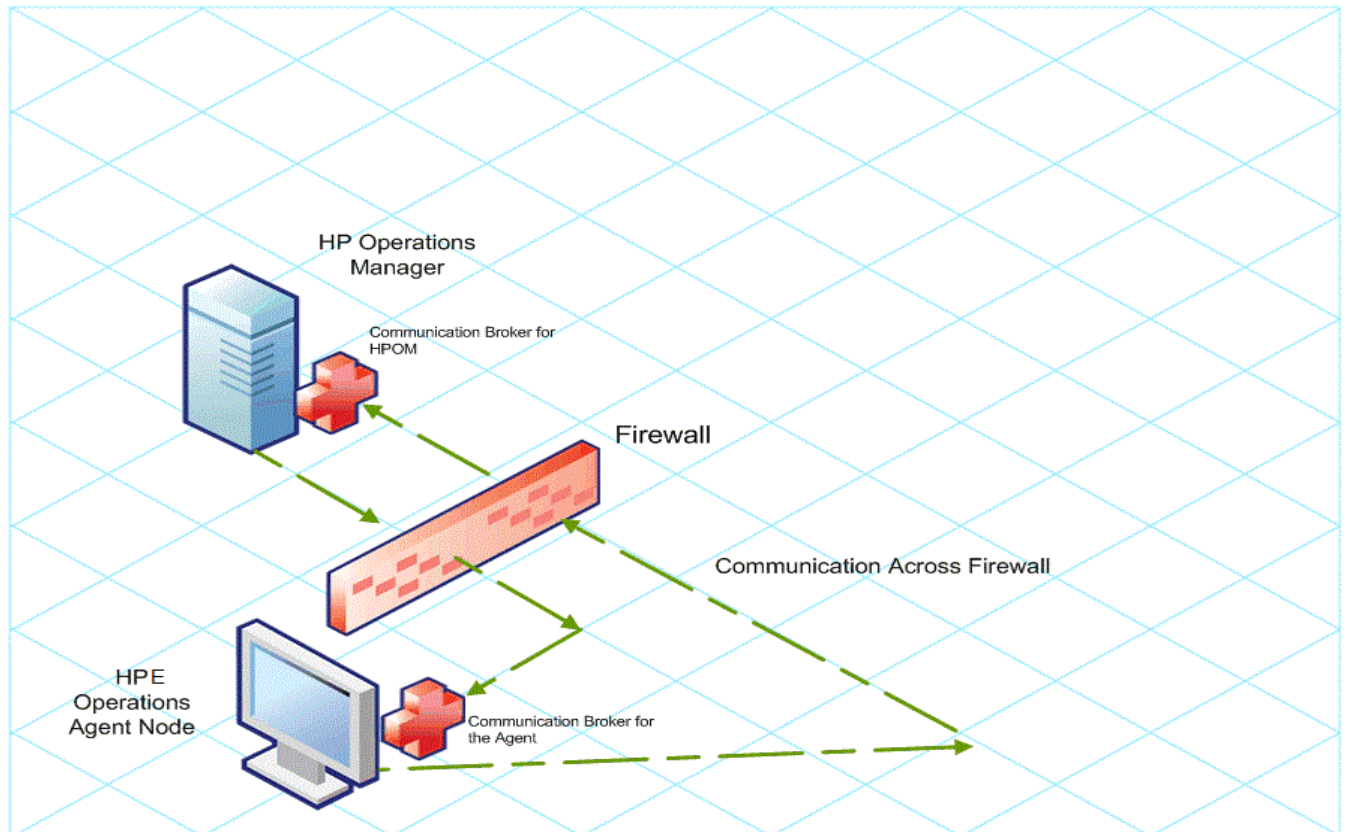 HP Operations
Manager
Communication Broker for
HPOM
Firewall
Communication Across Firewall
HPE
Operations
Agent Node
Communication Broker for
the Agent